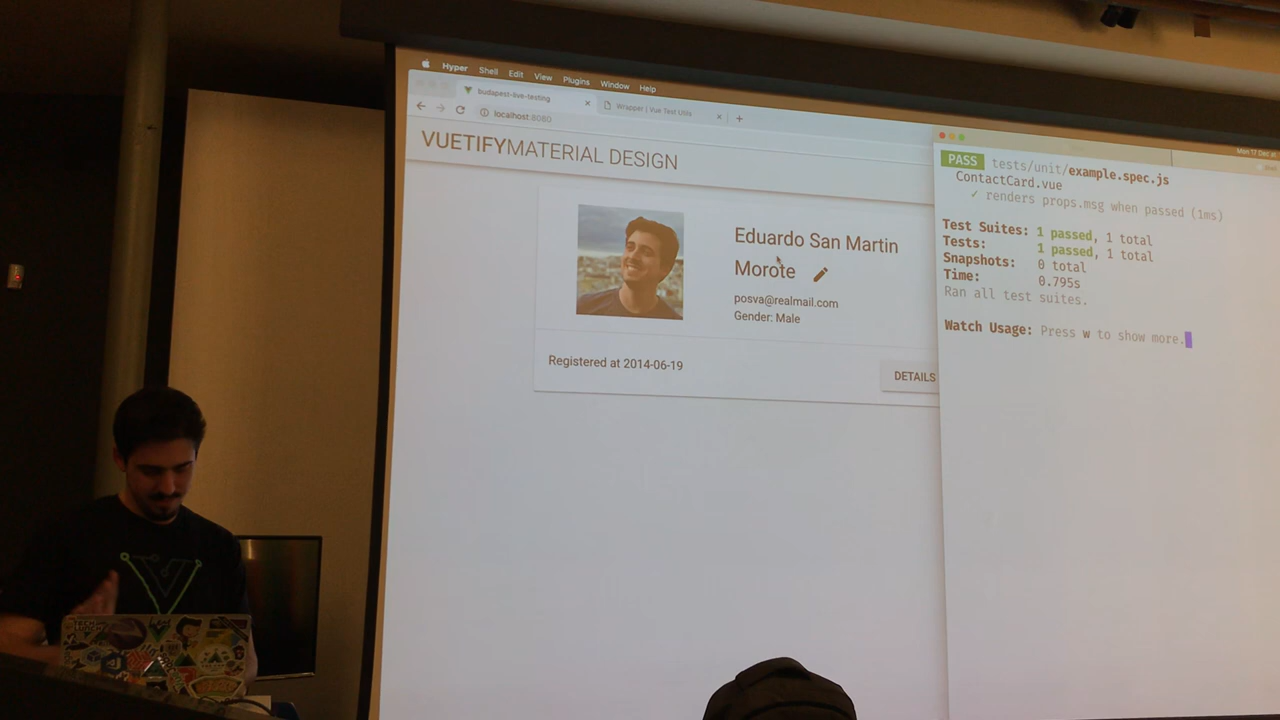 Hyper Shell Edit View Plugins Window Help
budapest-live-testing
Wrapper | Vue Test Utils
localhost:8080
VUETIFYMATERIAL DESIGN
Eduardo San Martin
Morote
posva@realmail.com
Gender: Male
Registered at 2014-06-19
DETAILS
Mon 17 Dec
PASS tests/unit/example.spec.js
ContactCard.vue
✓ renders props.msg when passed (1ms)
Test Suites: 1 passed, 1 total
Tests: 1 passed, 1 total
Snapshots: 0 total
Time: 0.795s
Ran all test suites.
Watch Usage: Press w to show more.